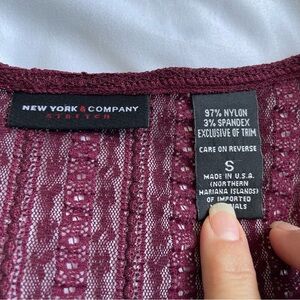 NEW YORK & COMPANY
STRETCH
97% NYLON
3% SPANDEX
EXCLUSIVE OF TRIM
CARE ON REVERSE
S
MADE IN U.S.A.
(NORTHERN
MARIANA ISLANDS)
OF IMPORTED